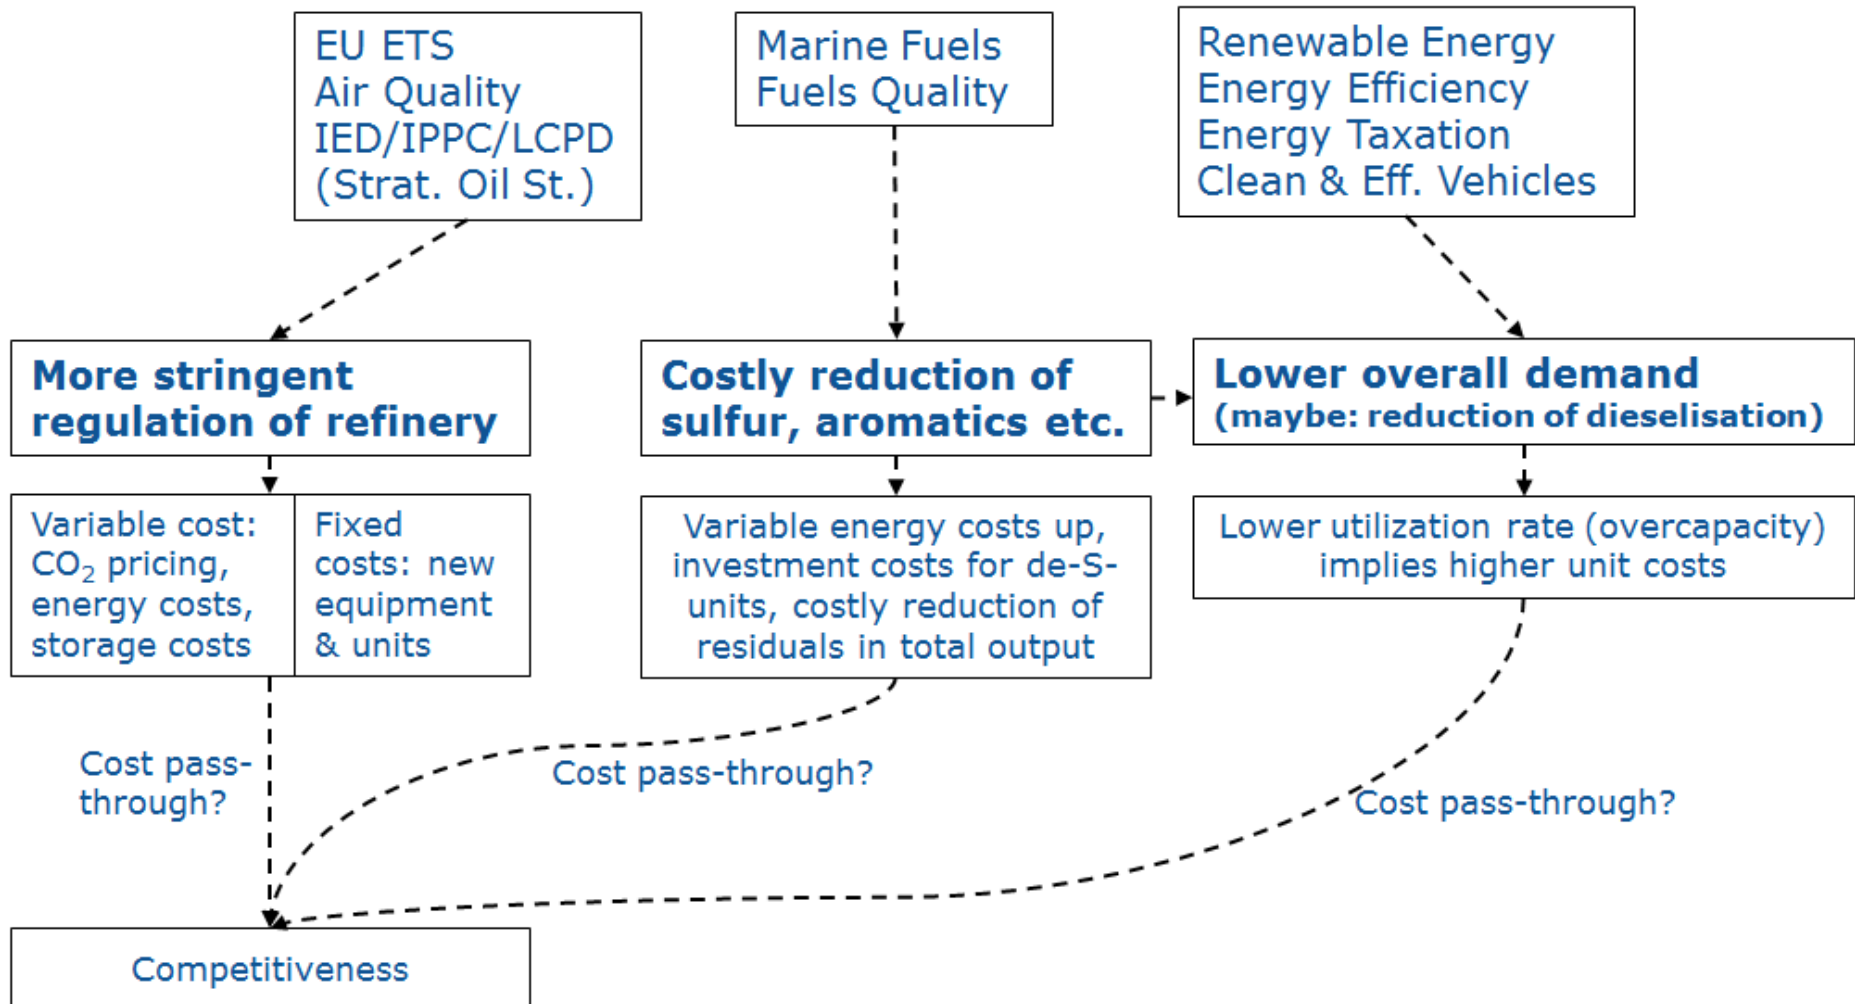 EU ETS
Air Quality
IED/IPPC/LCPD
(Strat. Oil St.)
Marine Fuels
Fuels Quality
Renewable Energy
Energy Efficiency
Energy Taxation
Clean & Eff. Vehicles
More stringent
regulation of refinery
Costly reduction of
sulfur, aromatics etc.
Lower overall demand
(maybe: reduction of dieselisation)
Variable cost:
CO₂ pricing,
energy costs,
storage costs
Fixed
costs: new
equipment
& units
Variable energy costs up,
investment costs for de-S-
units, costly reduction of
residuals in total output
Lower utilization rate (overcapacity)
implies higher unit costs
Cost pass-
through?
Cost pass-through?
Cost pass-through?
Competitiveness